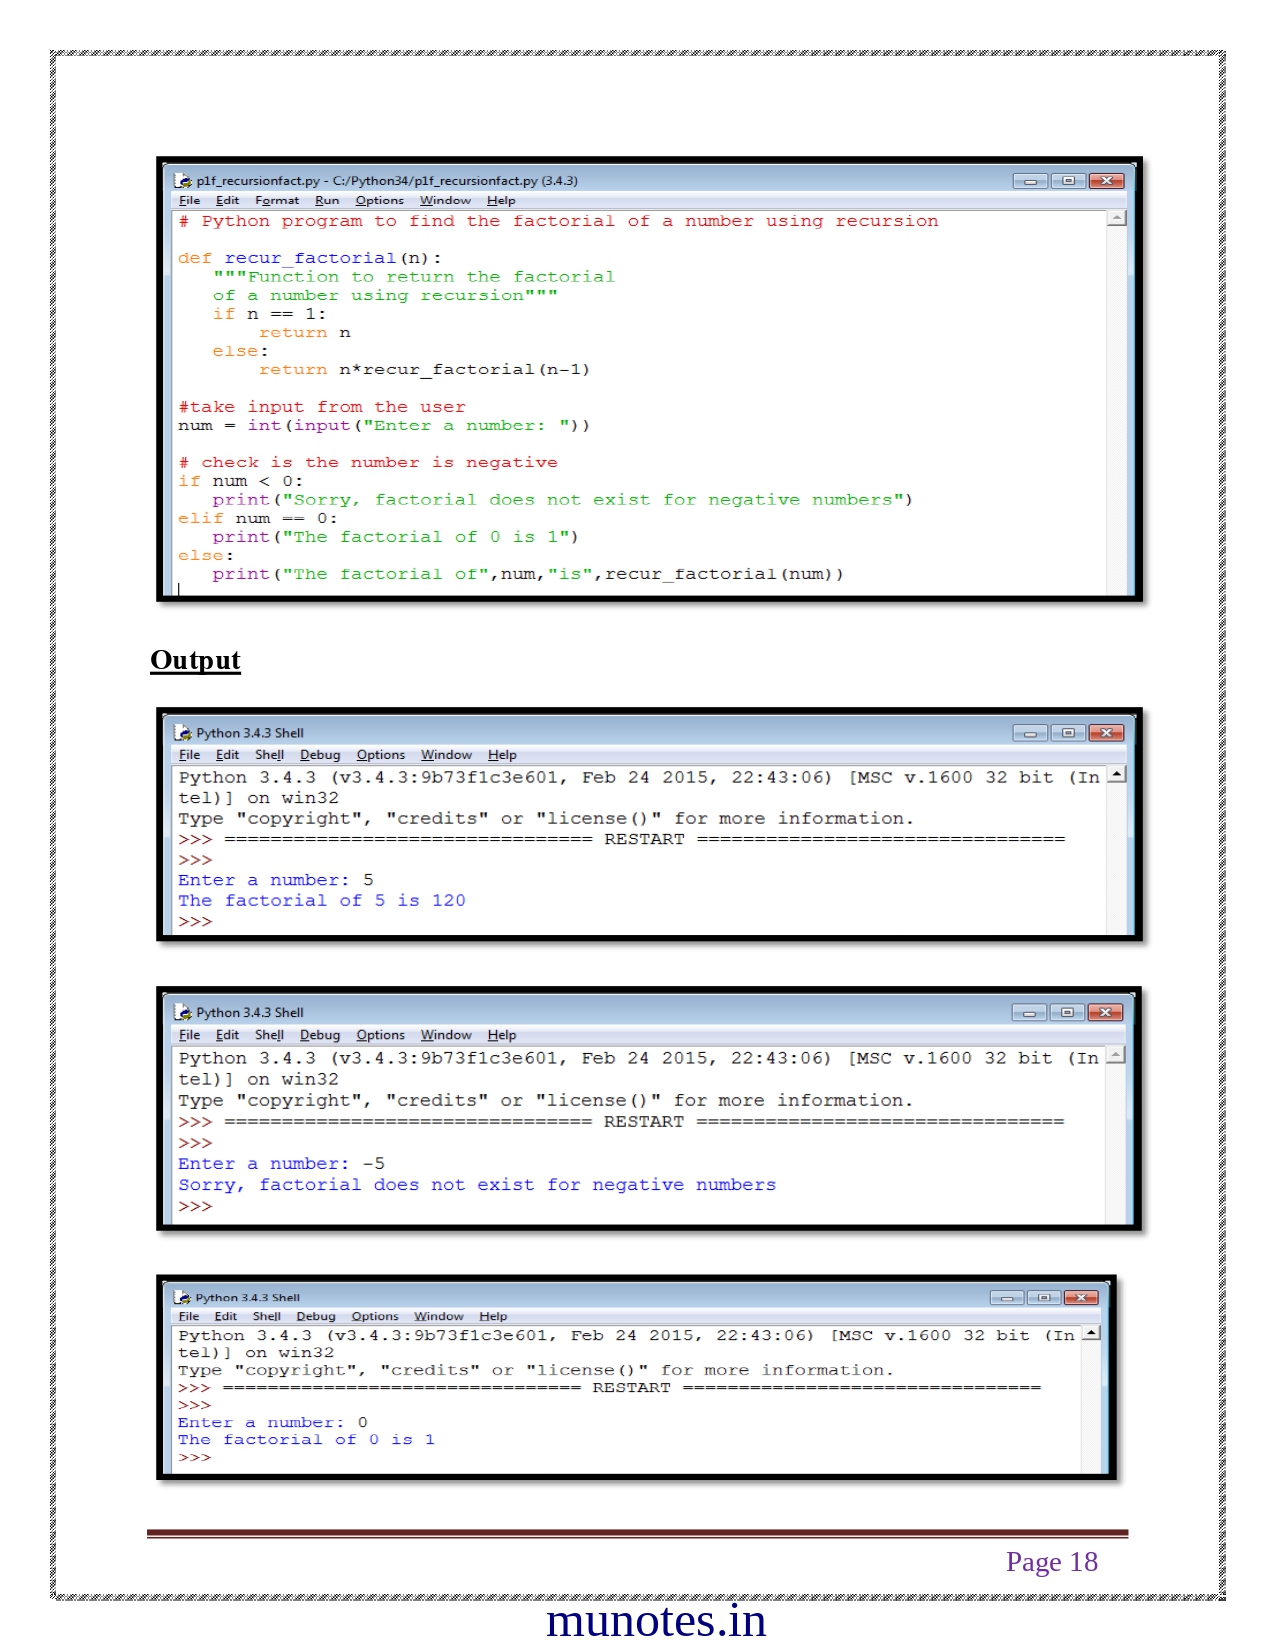 p1f_recursionfact.py - C:/Python34/p1f_recursionfact.py (3.4.3)
File Edit Format Run Options Window Help
# Python program to find the factorial of a number using recursion
def recur_factorial(n):
   """Function to return the factorial
   of a number using recursion"""
   if n == 1:
       return n
   else:
       return n*recur_factorial(n-1)
#take input from the user
num = int(input("Enter a number: "))
# check is the number is negative
if num < 0:
   print("Sorry, factorial does not exist for negative numbers")
elif num == 0:
   print("The factorial of 0 is 1")
else:
   print("The factorial of",num,"is",recur_factorial(num))
Output
Python 3.4.3 Shell
File Edit Shell Debug Options Window Help
Python 3.4.3 (v3.4.3:9b73f1c3e601, Feb 24 2015, 22:43:06) [MSC v.1600 32 bit (In
tel)] on win32
Type "copyright", "credits" or "license()" for more information.
>>> ================================ RESTART ================================
>>>
Enter a number: 5
The factorial of 5 is 120
>>>
Python 3.4.3 Shell
File Edit Shell Debug Options Window Help
Python 3.4.3 (v3.4.3:9b73f1c3e601, Feb 24 2015, 22:43:06) [MSC v.1600 32 bit (In
tel)] on win32
Type "copyright", "credits" or "license()" for more information.
>>> ================================ RESTART ================================
>>>
Enter a number: -5
Sorry, factorial does not exist for negative numbers
>>>
Python 3.4.3 Shell
File Edit Shell Debug Options Window Help
Python 3.4.3 (v3.4.3:9b73f1c3e601, Feb 24 2015, 22:43:06) [MSC v.1600 32 bit (In
tel)] on win32
Type "copyright", "credits" or "license()" for more information.
>>> ================================ RESTART ================================
>>>
Enter a number: 0
The factorial of 0 is 1
>>>
Page 18
munotes.in